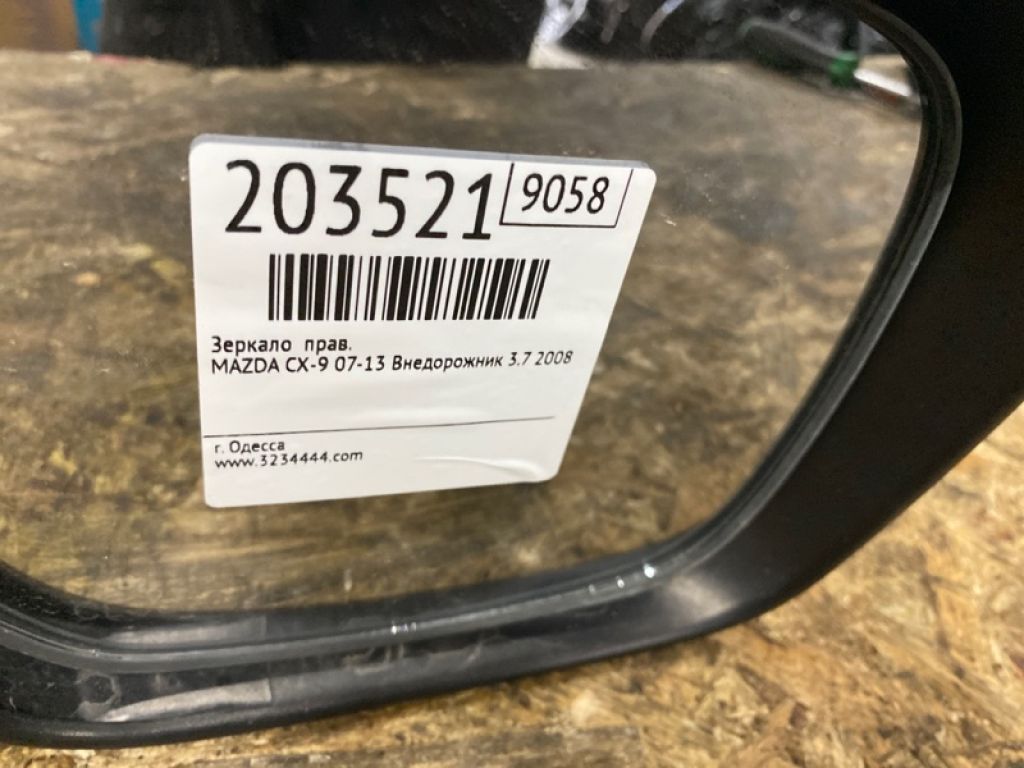 203521 9058
Зеркало прав.
MAZDA CX-9 07-13 Внедорожник 3.7 2008
г. Одесса
www.3234444.com